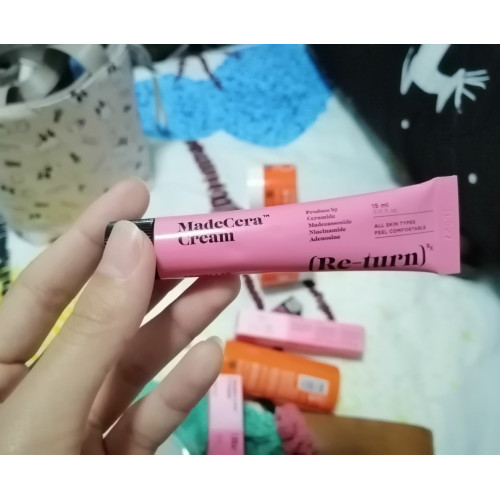 MadeCera™
Cream
Produce by
Ceramide
Madecassoside
Niacinamide
Adenosine
15 ml
ALL SKIN TYPES
FEEL COMFORTABLE
(Re-turn)